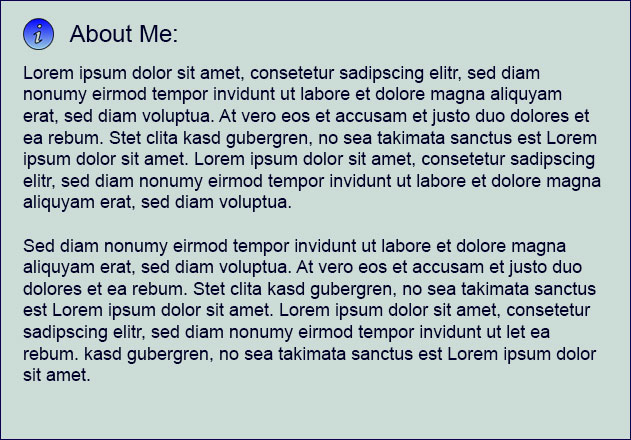 i About Me:
Lorem ipsum dolor sit amet, consetetur sadipscing elitr, sed diam
nonumy eirmod tempor invidunt ut labore et dolore magna aliquyam
erat, sed diam voluptua. At vero eos et accusam et justo duo dolores et
ea rebum. Stet clita kasd gubergren, no sea takimata sanctus est Lorem
ipsum dolor sit amet. Lorem ipsum dolor sit amet, consetetur sadipscing
elitr, sed diam nonumy eirmod tempor invidunt ut labore et dolore magna
aliquyam erat, sed diam voluptua.

Sed diam nonumy eirmod tempor invidunt ut labore et dolore magna
aliquyam erat, sed diam voluptua. At vero eos et accusam et justo duo
dolores et ea rebum. Stet clita kasd gubergren, no sea takimata sanctus
est Lorem ipsum dolor sit amet. Lorem ipsum dolor sit amet, consetetur
sadipscing elitr, sed diam nonumy eirmod tempor invidunt ut let ea
rebum. kasd gubergren, no sea takimata sanctus est Lorem ipsum dolor
sit amet.